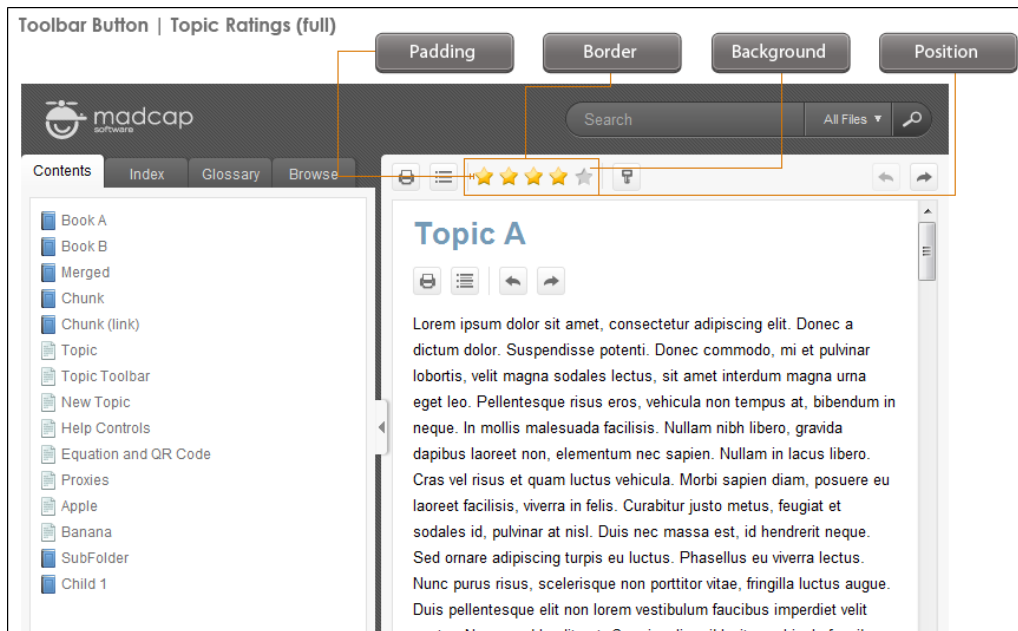 Toolbar Button | Topic Ratings (full)
Padding
Border
Background
Position
madcap
software
Search
All Files
Contents
Index
Glossary
Browse
Book A
Book B
Merged
Chunk
Chunk (link)
Topic
Topic Toolbar
New Topic
Help Controls
Equation and QR Code
Proxies
Apple
Banana
SubFolder
Child 1
Topic A
Lorem ipsum dolor sit amet, consectetur adipiscing elit. Donec a
dictum dolor. Suspendisse potenti. Donec commodo, mi et pulvinar
lobortis, velit magna sodales lectus, sit amet interdum magna urna
eget leo. Pellentesque risus eros, vehicula non tempus at, bibendum in
neque. In mollis malesuada facilisis. Nullam nibh libero, gravida
dapibus laoreet non, elementum nec sapien. Nullam in lacus libero.
Cras vel risus et quam luctus vehicula. Morbi sapien diam, posuere eu
laoreet facilisis, viverra in felis. Curabitur justo metus, feugiat et
sodales id, pulvinar at nisl. Duis nec massa est, id hendrerit neque.
Sed ornare adipiscing turpis eu luctus. Phasellus eu viverra lectus.
Nunc purus risus, scelerisque non porttitor vitae, fringilla luctus augue.
Duis pellentesque elit non lorem vestibulum faucibus imperdiet velit